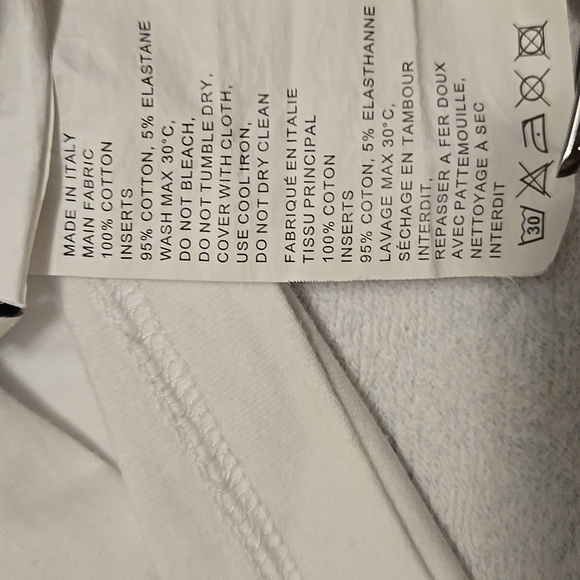 MADE IN ITALY
MAIN FABRIC
100% COTTON
INSERTS
95% COTTON, 5% ELASTANE
WASH MAX 30°C,
DO NOT BLEACH,
DO NOT TUMBLE DRY,
COVER WITH CLOTH,
USE COOL IRON,
DO NOT DRY CLEAN
FABRIQUÉ EN ITALIE
TISSU PRINCIPAL
100% COTON
INSERTS
95% COTON, 5% ELASTHANNE
LAVAGE MAX 30°C,
SÉCHAGE EN TAMBOUR
INTERDIT,
REPASSER A FER DOUX
AVEC PATTEMOUILLE,
NETTOYAGE À SEC
INTERDIT
30